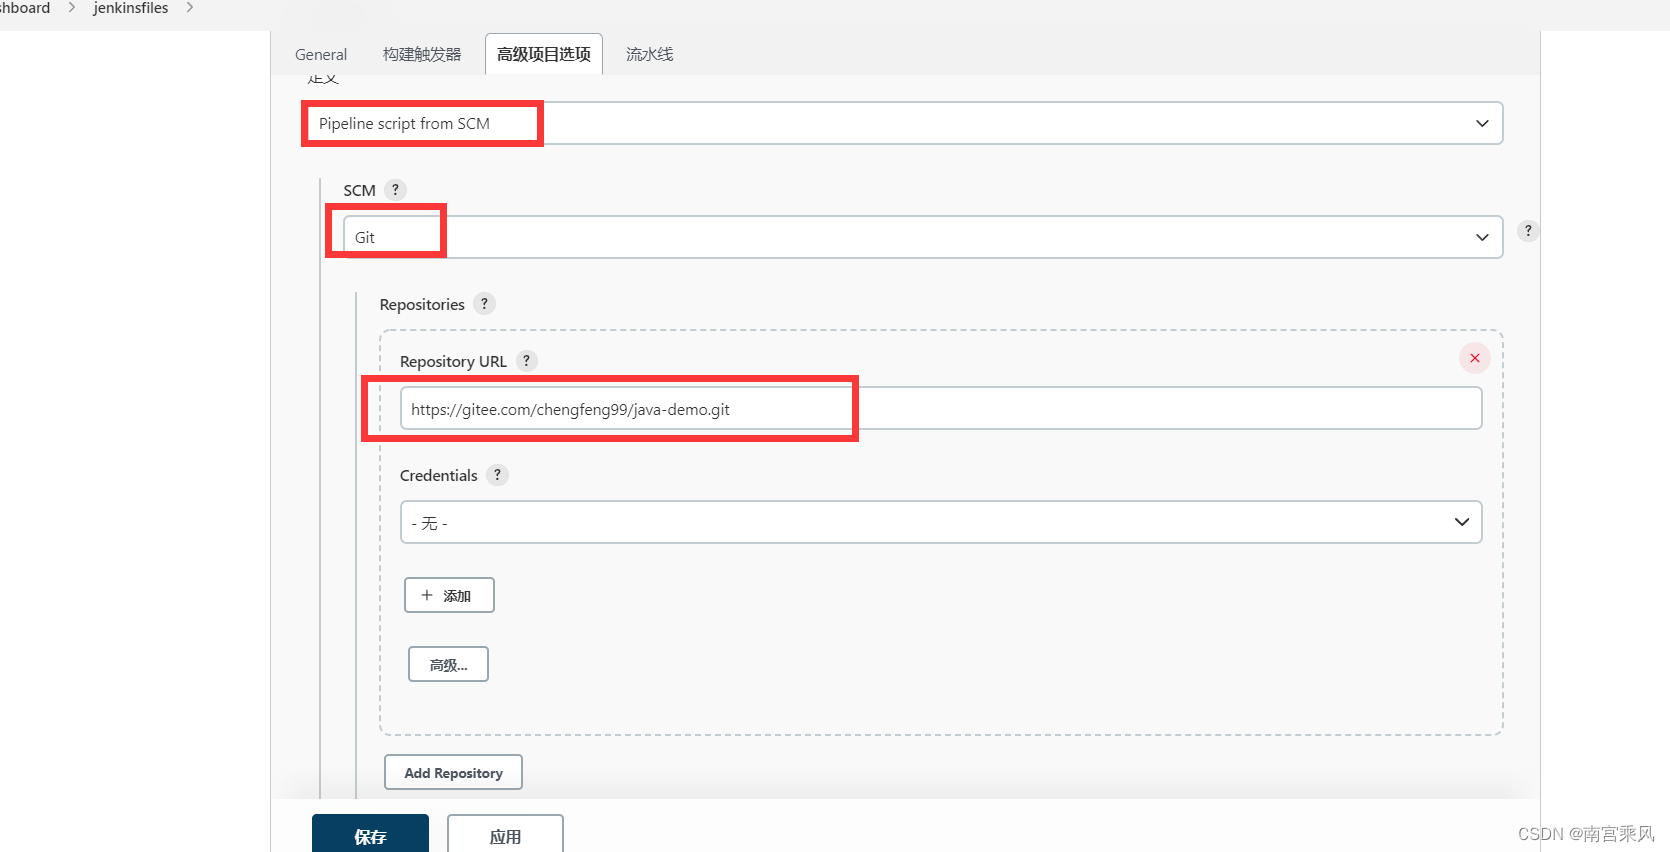 shboard > jenkinsfiles >
General 构建触发器 高级项目选项 流水线
定义
Pipeline script from SCM
SCM ?
Git
?
Repositories ?
Repository URL ?
https://gitee.com/chengfeng99/java-demo.git
Credentials ?
- 无 -
+ 添加
高级...
Add Repository
保存 应用
CSDN @南宫乘风